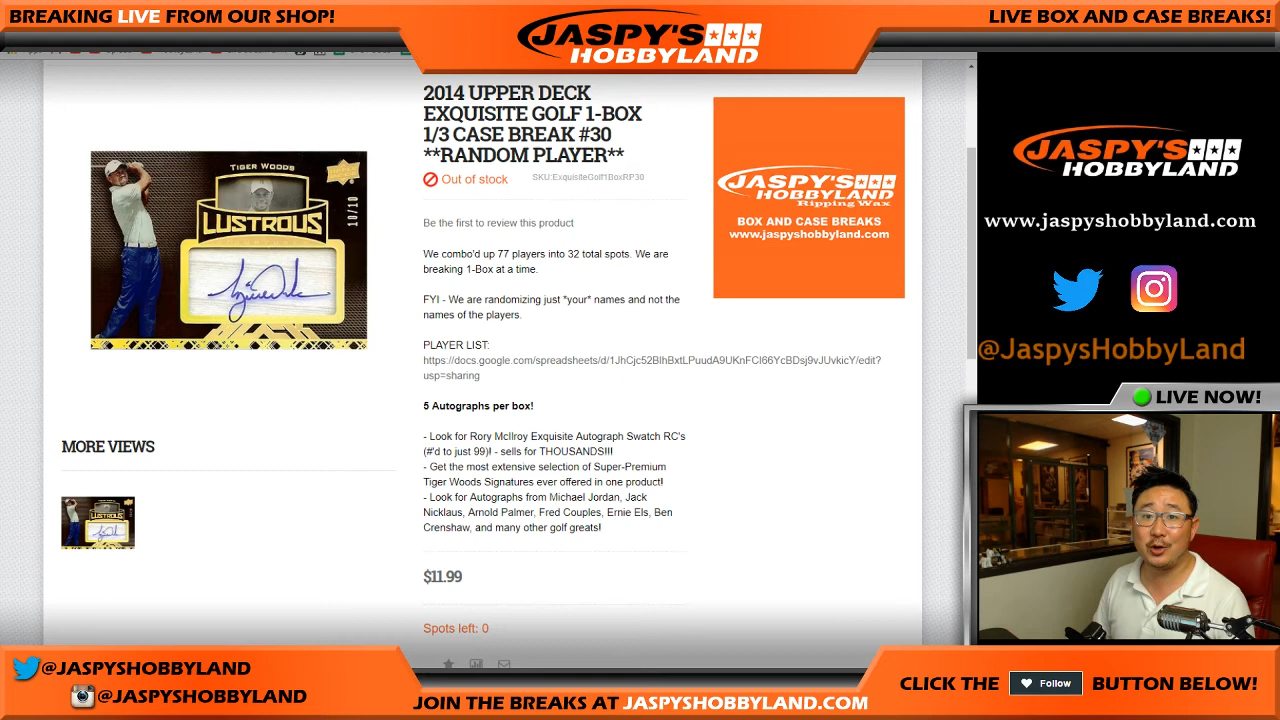 BREAKING LIVE FROM OUR SHOP!
JASPY'S
HOBBYLAND
LIVE BOX AND CASE BREAKS!
2014 UPPER DECK
EXQUISITE GOLF 1-BOX
1/3 CASE BREAK #30
**RANDOM PLAYER**
Out of stock
SKU:ExquisiteGolf1BoxRP30
Be the first to review this product
We combo'd up 77 players into 32 total spots. We are
breaking 1-Box at a time.
FYI - We are randomizing just *your* names and not the
names of the players.
PLAYER LIST:
https://docs.google.com/spreadsheets/d/1JhCjc52BlhBxtLPuudA9UKnFCI66YcBDsj9vJUvkicY/edit?
usp=sharing
5 Autographs per box!
- Look for Rory McIlroy Exquisite Autograph Swatch RC's
(#'d to just 99)! - sells for THOUSANDS!!!
- Get the most extensive selection of Super-Premium
Tiger Woods Signatures ever offered in one product!
- Look for Autographs from Michael Jordan, Jack
Nicklaus, Arnold Palmer, Fred Couples, Ernie Els, Ben
Crenshaw, and many other golf greats!
$11.99
Spots left: 0
TIGER WOODS
LUSTROUS
10/10
MORE VIEWS
JASPY'S
HOBBYLAND
Ripping Wax
BOX AND CASE BREAKS
www.jaspyshobbyland.com
JASPY'S
HOBBYLAND
www.jaspyshobbyland.com
@JaspysHobbyLand
LIVE NOW!
@JASPYSHOBBYLAND
@JASPYSHOBBYLAND
JOIN THE BREAKS AT JASPYSHOBBYLAND.COM
CLICK THE Follow BUTTON BELOW!